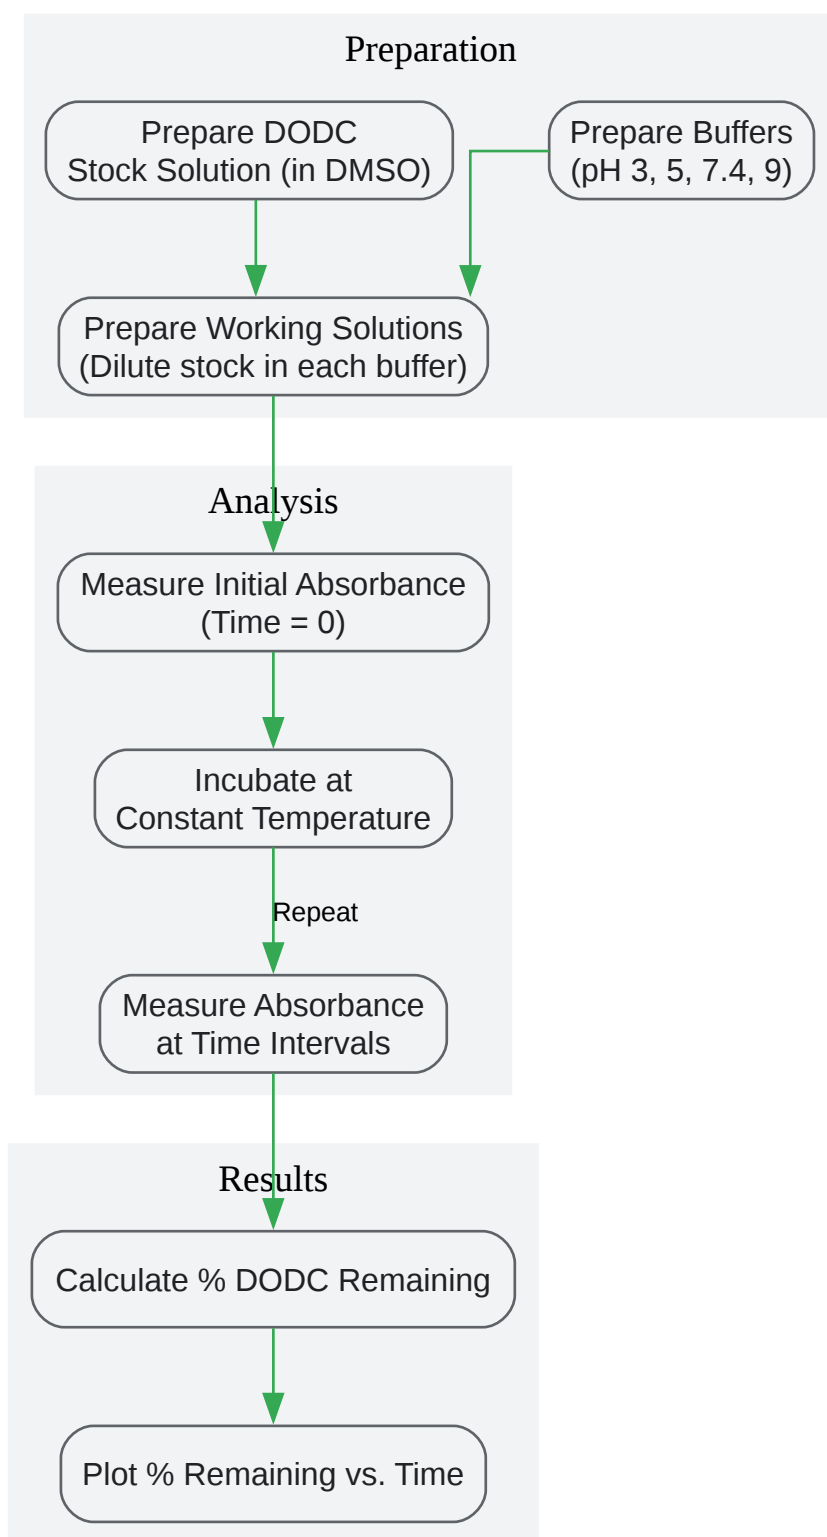 Preparation
Prepare DODC
Stock Solution (in DMSO)
Prepare Buffers
(pH 3, 5, 7.4, 9)
Prepare Working Solutions
(Dilute stock in each buffer)
Analysis
Measure Initial Absorbance
(Time = 0)
Incubate at
Constant Temperature
Repeat
Measure Absorbance
at Time Intervals
Results
Calculate % DODC Remaining
Plot % Remaining vs. Time